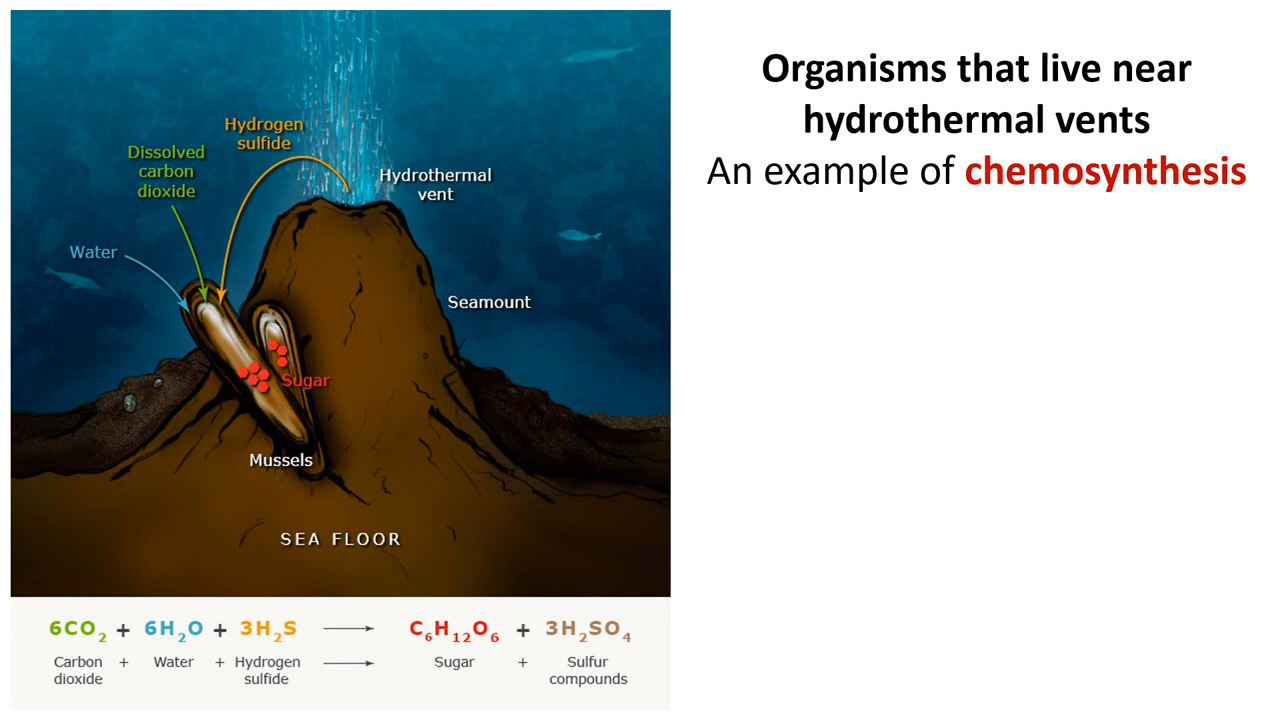 Organisms that live near
hydrothermal vents
An example of chemosynthesis
Hydrogen
sulfide
Dissolved
carbon
dioxide
Hydrothermal
vent
Water
Seamount
Sugar
Mussels
SEA FLOOR
6CO₂ + 6H₂O + 3H₂S ⟶ C₆H₁₂O₆ + 3H₂SO₄
Carbon dioxide + Water + Hydrogen sulfide ⟶ Sugar + Sulfur compounds